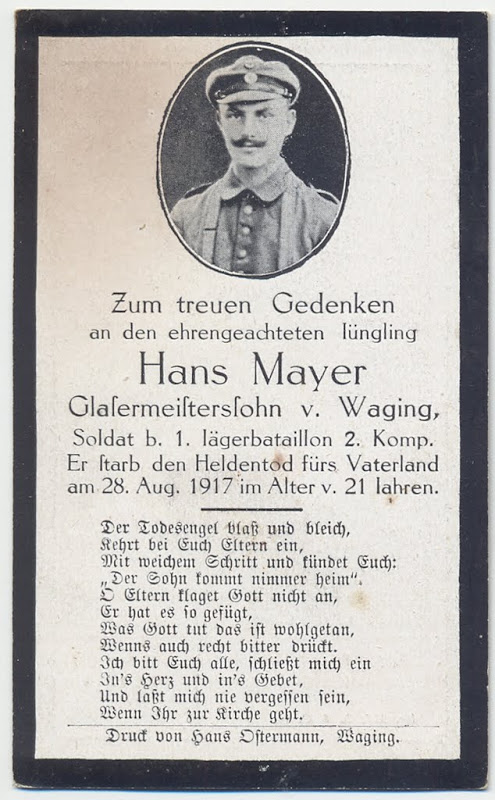 Zum treuen Gedenken
an den ehrengeachteten Jüngling
Hans Mayer
Glaſermeiſtersſohn v. Waging,
Soldat b. 1. Jägerbataillon 2. Komp.
Er ſtarb den Heldentod fürs Vaterland
am 28. Aug. 1917 im Alter v. 21 Jahren.
Der Todesengel blaß und bleich,
Kehrt bei Euch Eltern ein,
Mit weichem Schritt und kündet Euch:
„Der Sohn kommt nimmer heim“.
O Eltern klaget Gott nicht an,
Er hat es ſo gefügt,
Was Gott tut das iſt wohlgetan,
Wenns auch recht bitter drückt.
Ich bitt Euch alle, ſchließt mich ein
In's Herz und in's Gebet,
Und laßt mich nie vergeſſen ſein,
Wenn Ihr zur Kirche geht.
Druck von Hans Oſtermann, Waging.